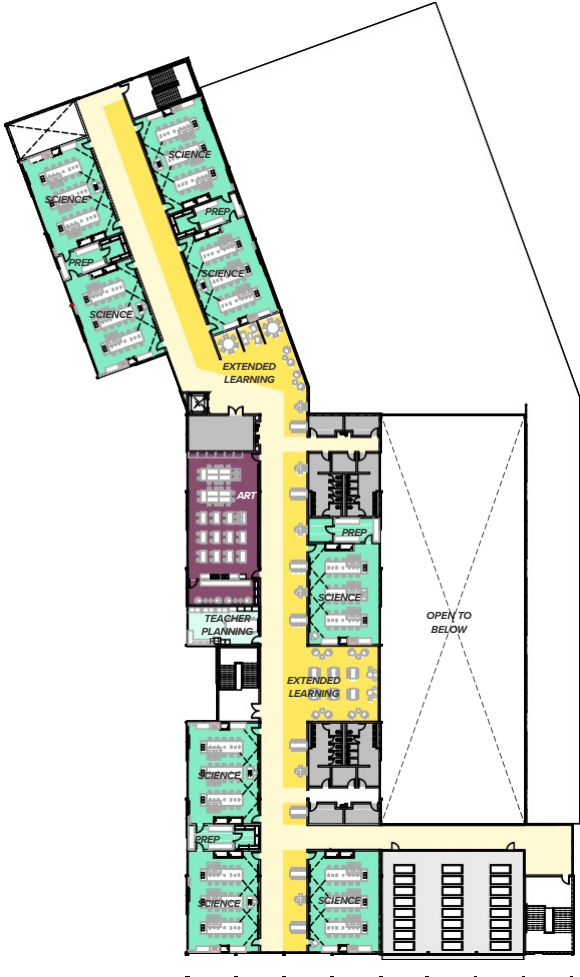 SCIENCE
SCIENCE
PREP
PREP
SCIENCE
SCIENCE
EXTENDED
LEARNING
ART
PREP
SCIENCE
TEACHER
PLANNING
OPEN TO
BELOW
EXTENDED
LEARNING
SCIENCE
PREP
SCIENCE
SCIENCE